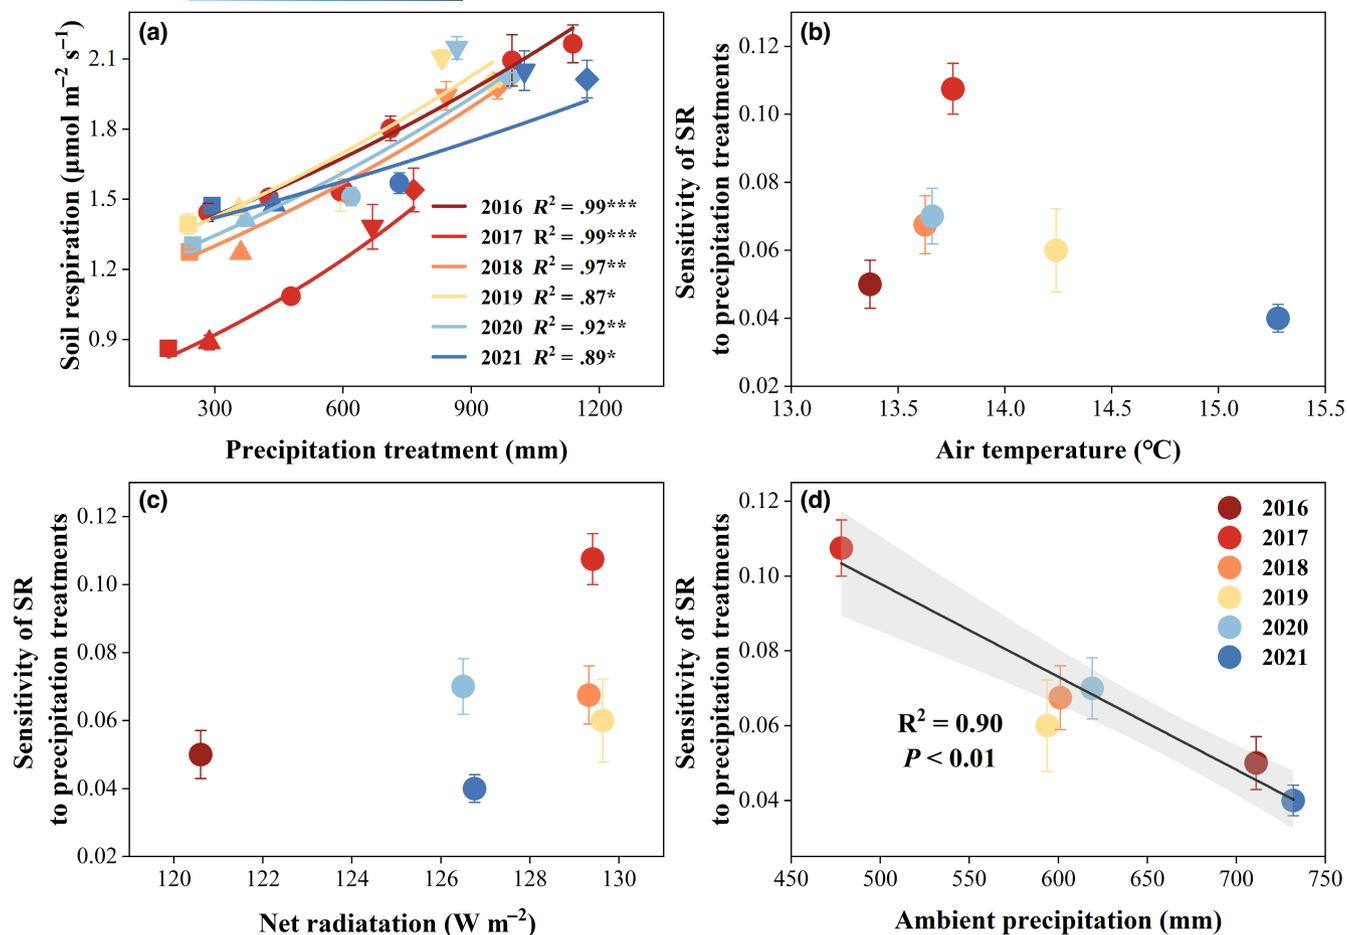 (a)
Soil respiration (μmol m⁻² s⁻¹)
2.1
1.8
1.5
1.2
0.9
2016 R² = .99***
2017 R² = .99***
2018 R² = .97**
2019 R² = .87*
2020 R² = .92**
2021 R² = .89*
300 600 900 1200
Precipitation treatment (mm)
(b)
Sensitivity of SR
to precipitation treatments
0.12
0.10
0.08
0.06
0.04
0.02
13.0 13.5 14.0 14.5 15.0 15.5
Air temperature (°C)
(c)
Sensitivity of SR
to precipitation treatments
0.12
0.10
0.08
0.06
0.04
0.02
120 122 124 126 128 130
Net radiatation (W m⁻²)
(d)
Sensitivity of SR
to precipitation treatments
0.12
0.10
0.08
0.06
0.04
2016
2017
2018
2019
2020
2021
R² = 0.90
P < 0.01
450 500 550 600 650 700 750
Ambient precipitation (mm)